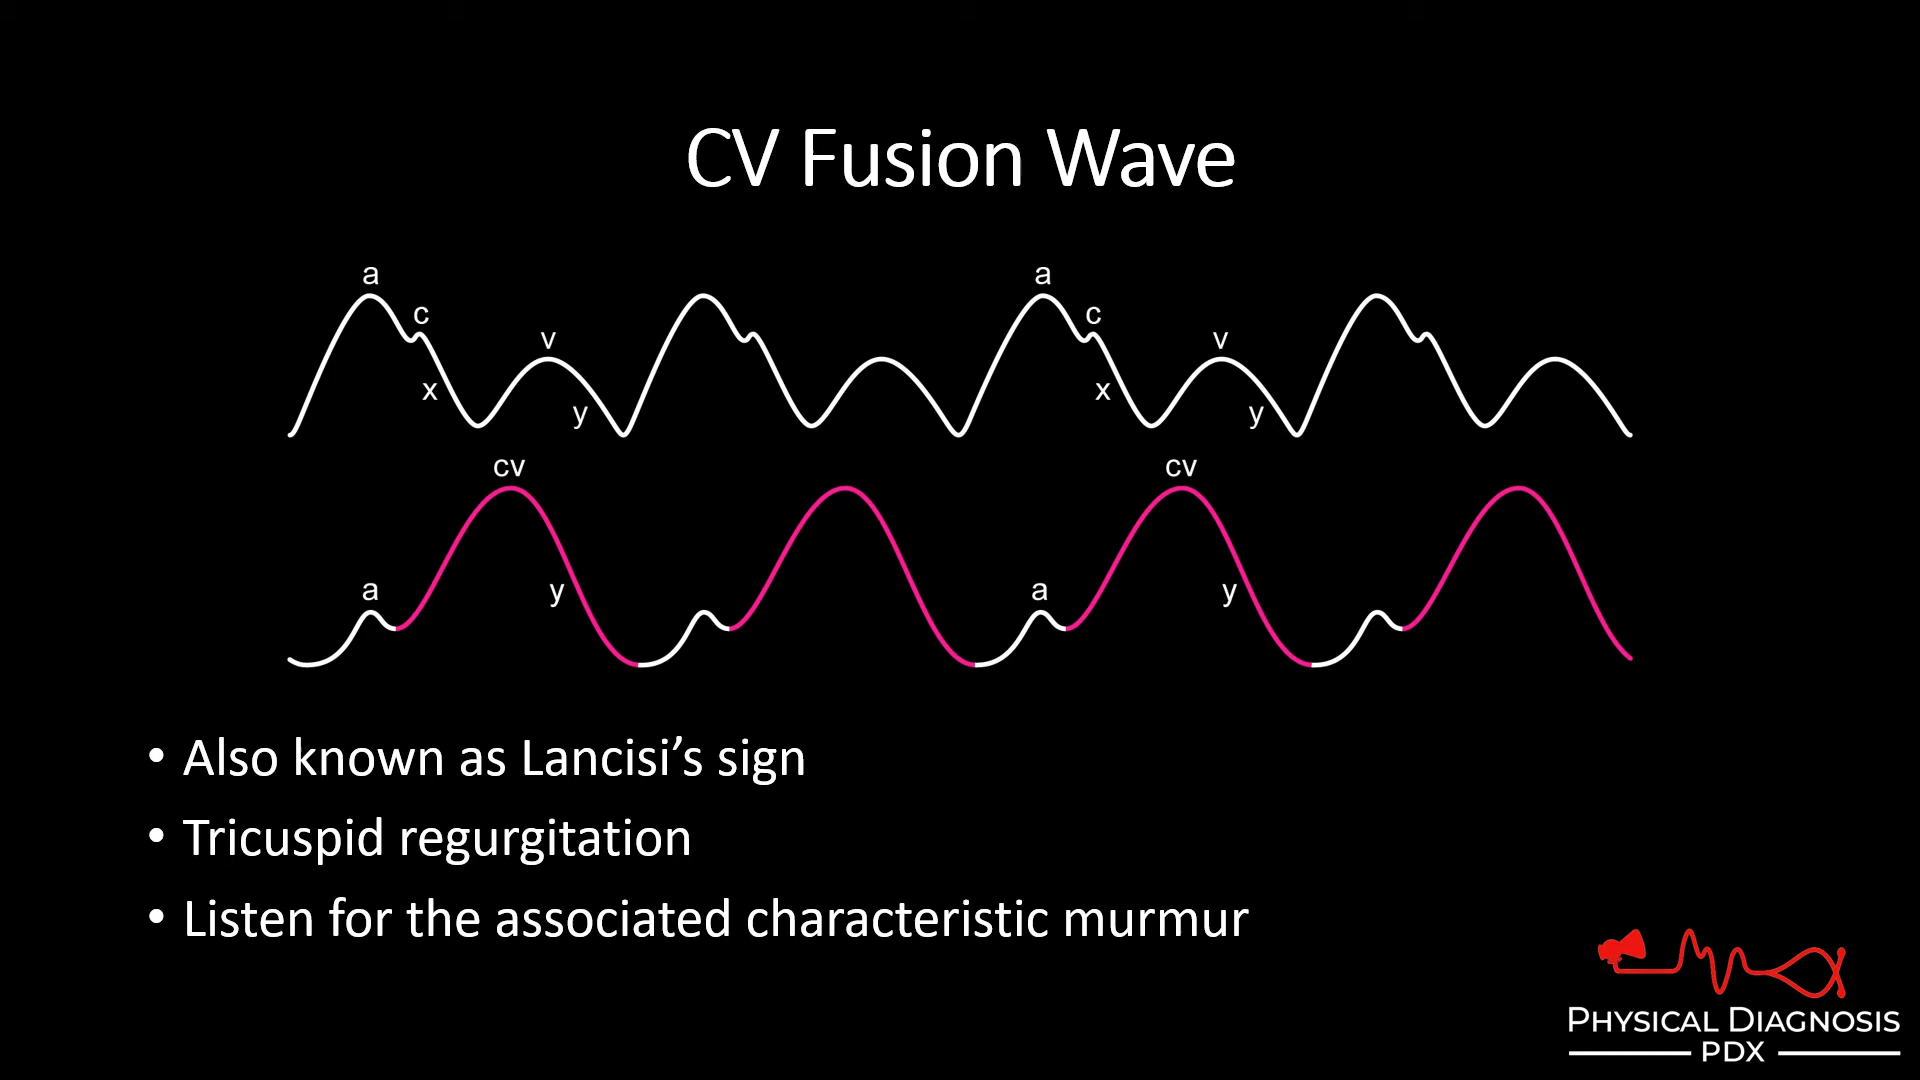 CV Fusion Wave
a a
c c
v v
x x
y y
cv cv
a a
y y
• Also known as Lancisi’s sign
• Tricuspid regurgitation
• Listen for the associated characteristic murmur
PHYSICAL DIAGNOSIS
PDX